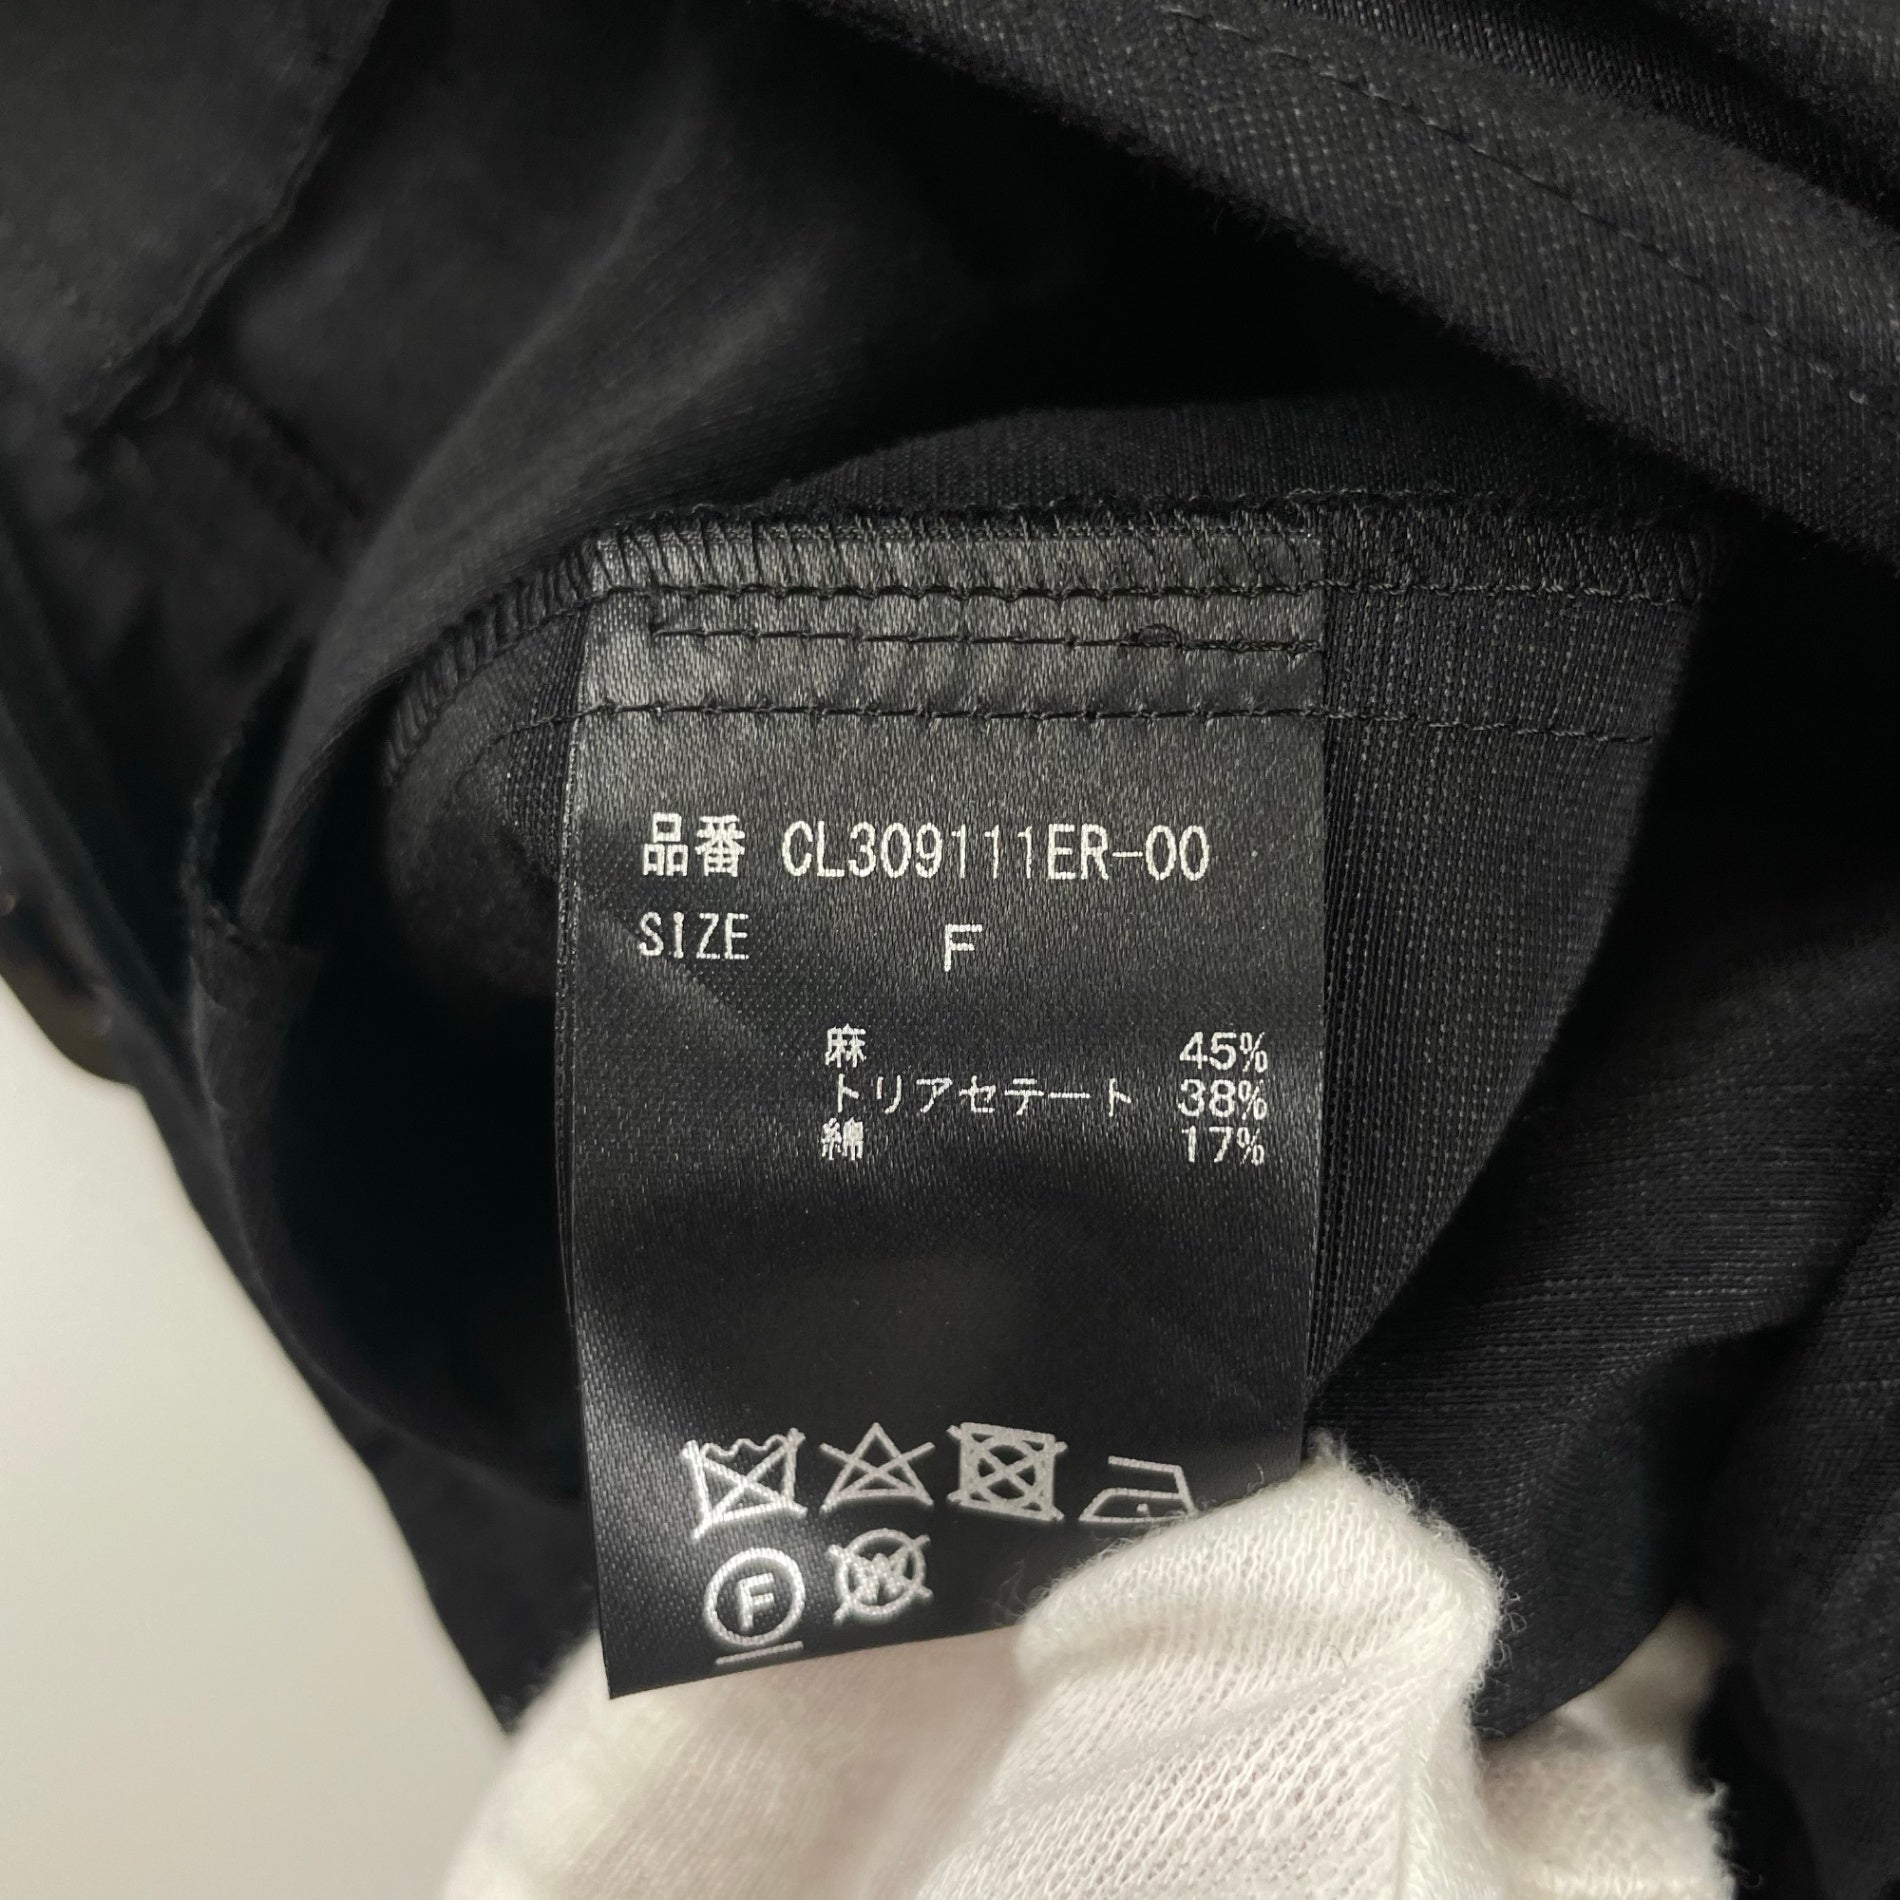 品番 CL309111ER-00
SIZE F
麻 45%
トリアセテート 38%
綿 17%
F W